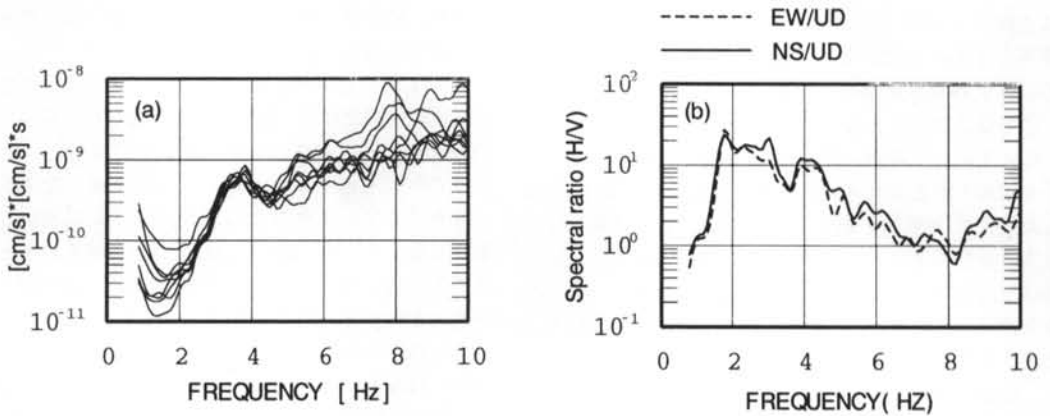 EW/UD
NS/UD
[cm/s]*[cm/s]*s
(a)
10^-8
10^-9
10^-10
10^-11
0 2 4 6 8 10
FREQUENCY [ Hz]
Spectral ratio (H/V)
(b)
10^2
10^1
10^0
10^-1
0 2 4 6 8 10
FREQUENCY( HZ)